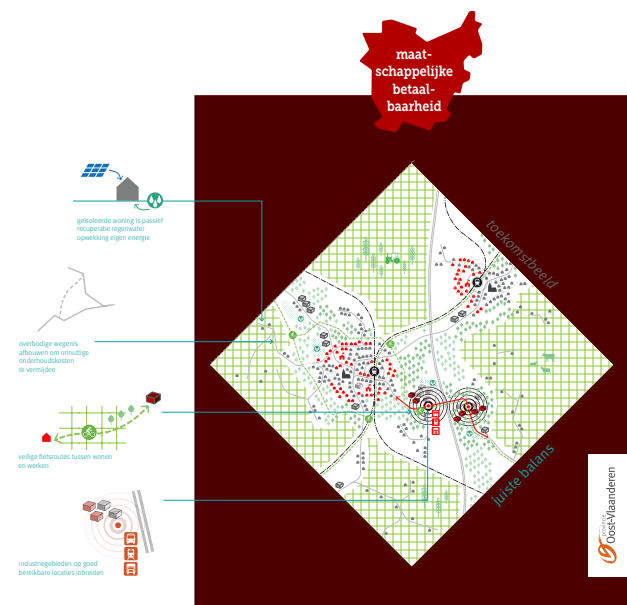 maat-
schappelijke
betaal-
baarheid
toekomstbeeld
geïsoleerde woning is passief
recuperatie regenwater
opwekking eigen energie
overbodige wegenis
afbouwen om onnuttige
onderhoudskosten
te vermijden
veilige fietsroutes tussen wonen
en werken
industriegebieden op goed
bereikbare locaties inbreiden
juiste balans
provincie
Oost-Vlaanderen